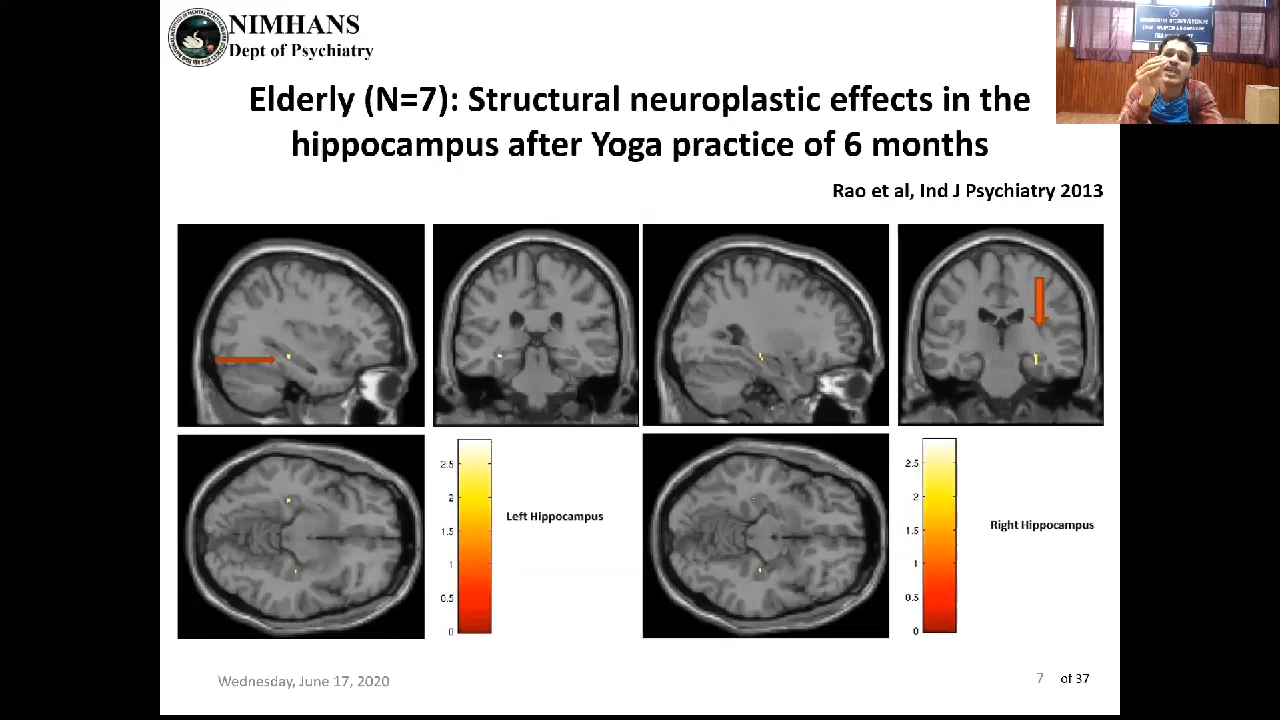 NIMHANS
Dept of Psychiatry
Elderly (N=7): Structural neuroplastic effects in the
hippocampus after Yoga practice of 6 months
Rao et al, Ind J Psychiatry 2013
2.5
2
1.5
1
0.5
0
Left Hippocampus
2.5
2
1.5
1
0.5
0
Right Hippocampus
Wednesday, June 17, 2020
7 of 37